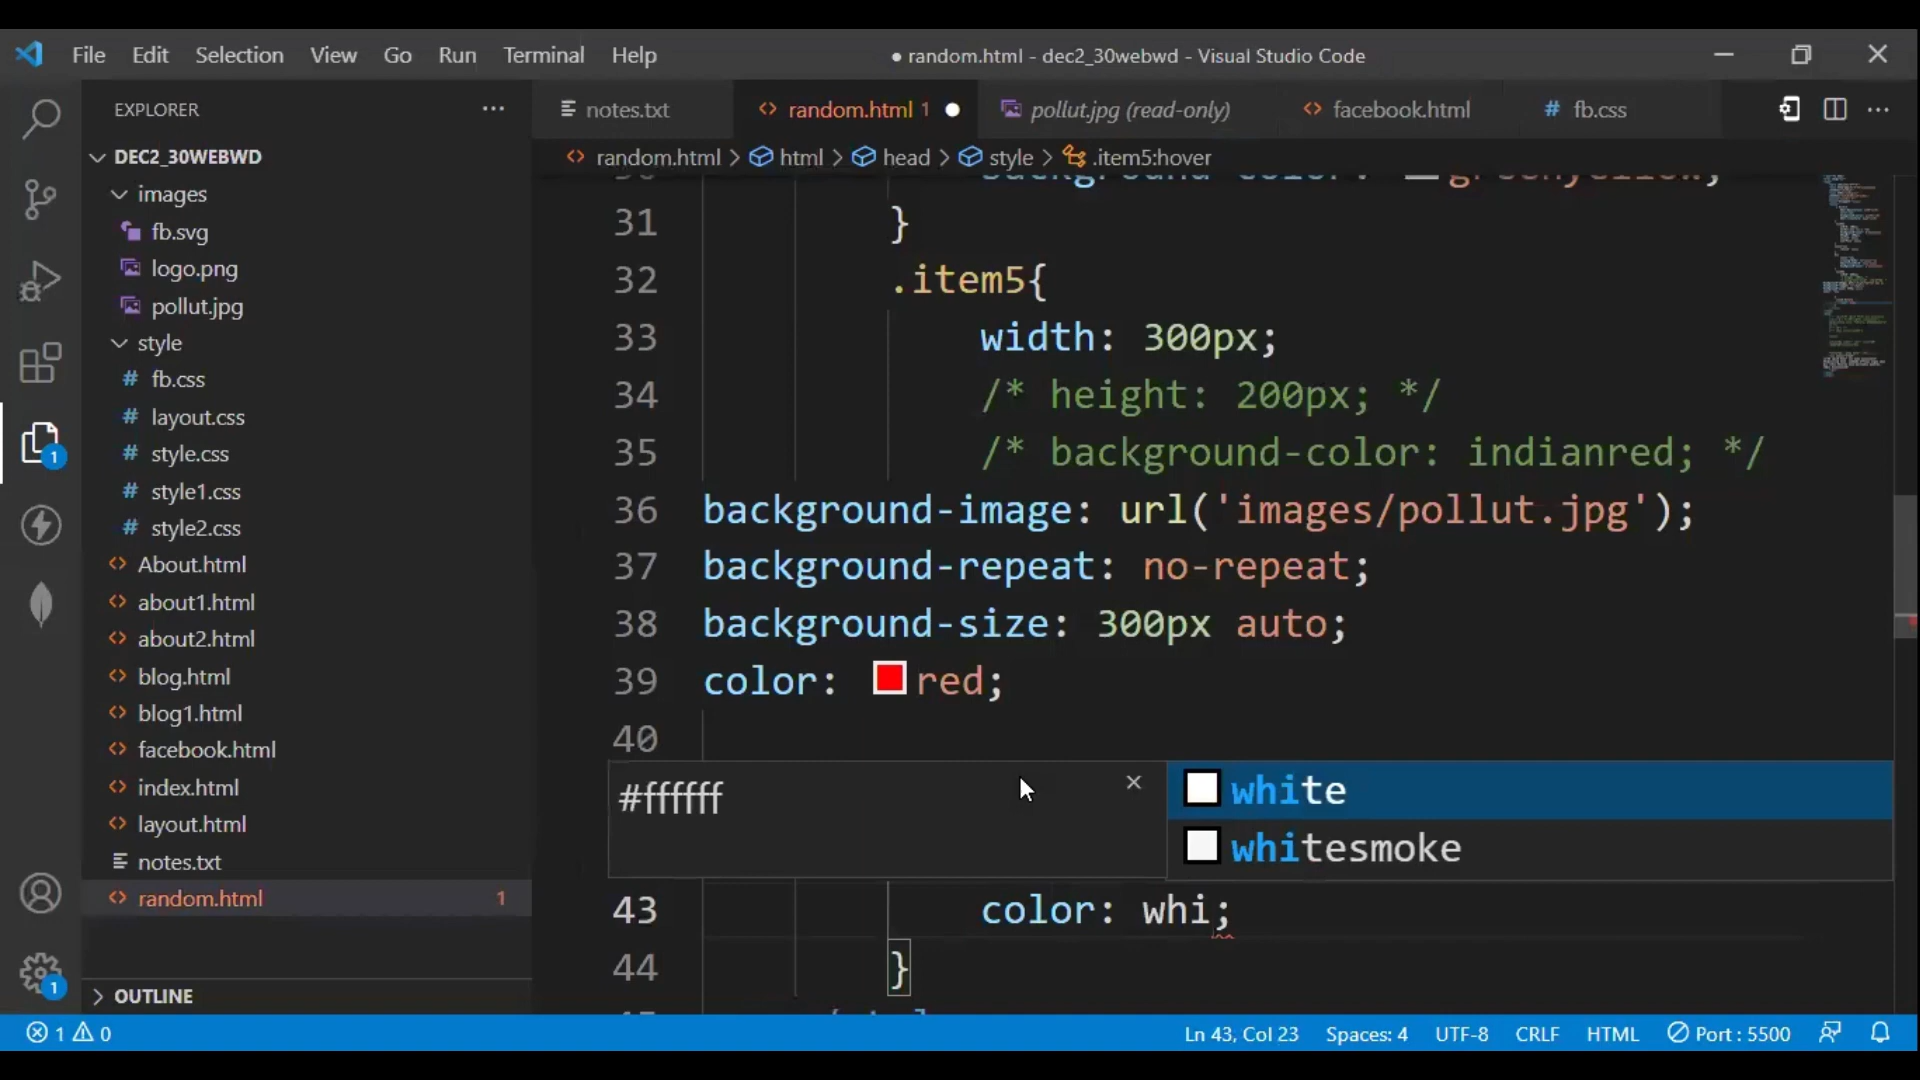 File Edit Selection View Go Run Terminal Help ● random.html - dec2_30webwd - Visual Studio Code
EXPLORER ...
notes.txt random.html 1 pollut.jpg (read-only) facebook.html fb.css ...
random.html > html > head > style > .item5:hover
DEC2_30WEBWD
images
fb.svg
logo.png
pollut.jpg
style
fb.css
layout.css
style.css
style1.css
style2.css
About.html
about1.html
about2.html
blog.html
blog1.html
facebook.html
index.html
layout.html
notes.txt
random.html 1
OUTLINE
30 background-color: greenyellow;
31 }
32 .item5{
33 width: 300px;
34 /* height: 200px; */
35 /* background-color: indianred; */
36 background-image: url('images/pollut.jpg');
37 background-repeat: no-repeat;
38 background-size: 300px auto;
39 color: red;
40
#ffffff
white
whitesmoke
43 color: whi;
44 }
1
1
1 0 Ln 43, Col 23 Spaces: 4 UTF-8 CRLF HTML Port : 5500